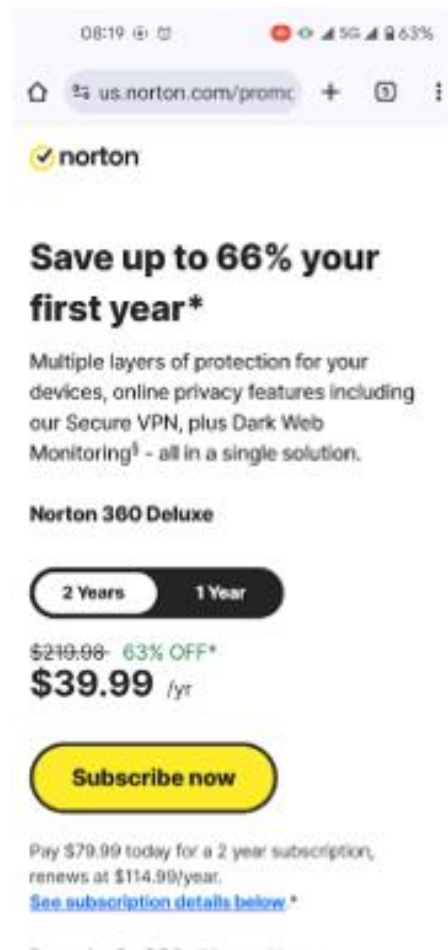 08:19 5G 63%
us.norton.com/promo
norton
Save up to 66% your
first year*
Multiple layers of protection for your
devices, online privacy features including
our Secure VPN, plus Dark Web
Monitoring§ - all in a single solution.
Norton 360 Deluxe
2 Years 1 Year
$219.98 63% OFF*
$39.99 /yr
Subscribe now
Pay $79.99 today for a 2 year subscription,
renews at $114.99/year.
See subscription details below.*